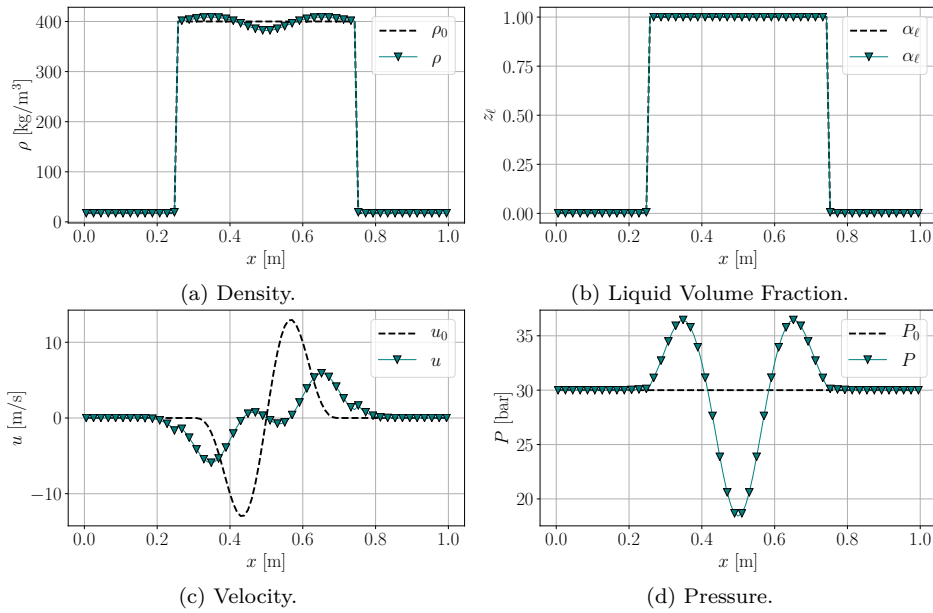 400
300
200
100
0
ρ [kg/m³]
ρ₀
ρ
0.0 0.2 0.4 0.6 0.8 1.0
x [m]
(a) Density.
1.00
0.75
0.50
0.25
0.00
z_ℓ
α_ℓ
α_ℓ
0.0 0.2 0.4 0.6 0.8 1.0
x [m]
(b) Liquid Volume Fraction.
10
0
−10
u [m/s]
u₀
u
0.0 0.2 0.4 0.6 0.8 1.0
x [m]
(c) Velocity.
35
30
25
20
P [bar]
P₀
P
0.0 0.2 0.4 0.6 0.8 1.0
x [m]
(d) Pressure.